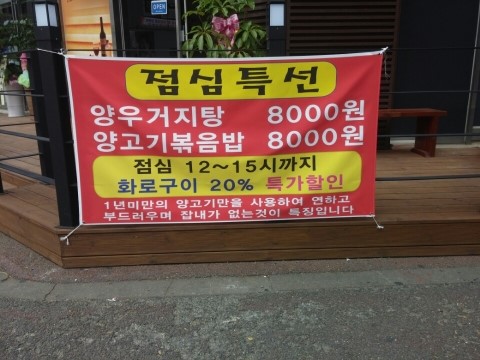 OPEN
점심특선
양우거지탕 8000원
양고기볶음밥 8000원
점심 12~15시까지
화로구이 20% 특가할인
1년미만의 양고기만을 사용하여 연하고
부드러우며 잡내가 없는것이 특징입니다